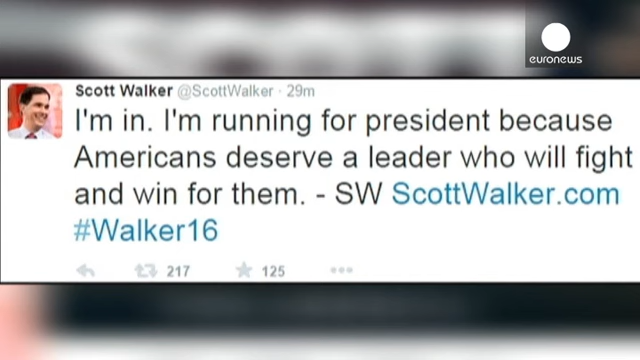 euronews
Scott Walker @ScottWalker · 29m
I'm in. I'm running for president because
Americans deserve a leader who will fight
and win for them. - SW ScottWalker.com
#Walker16
217 125